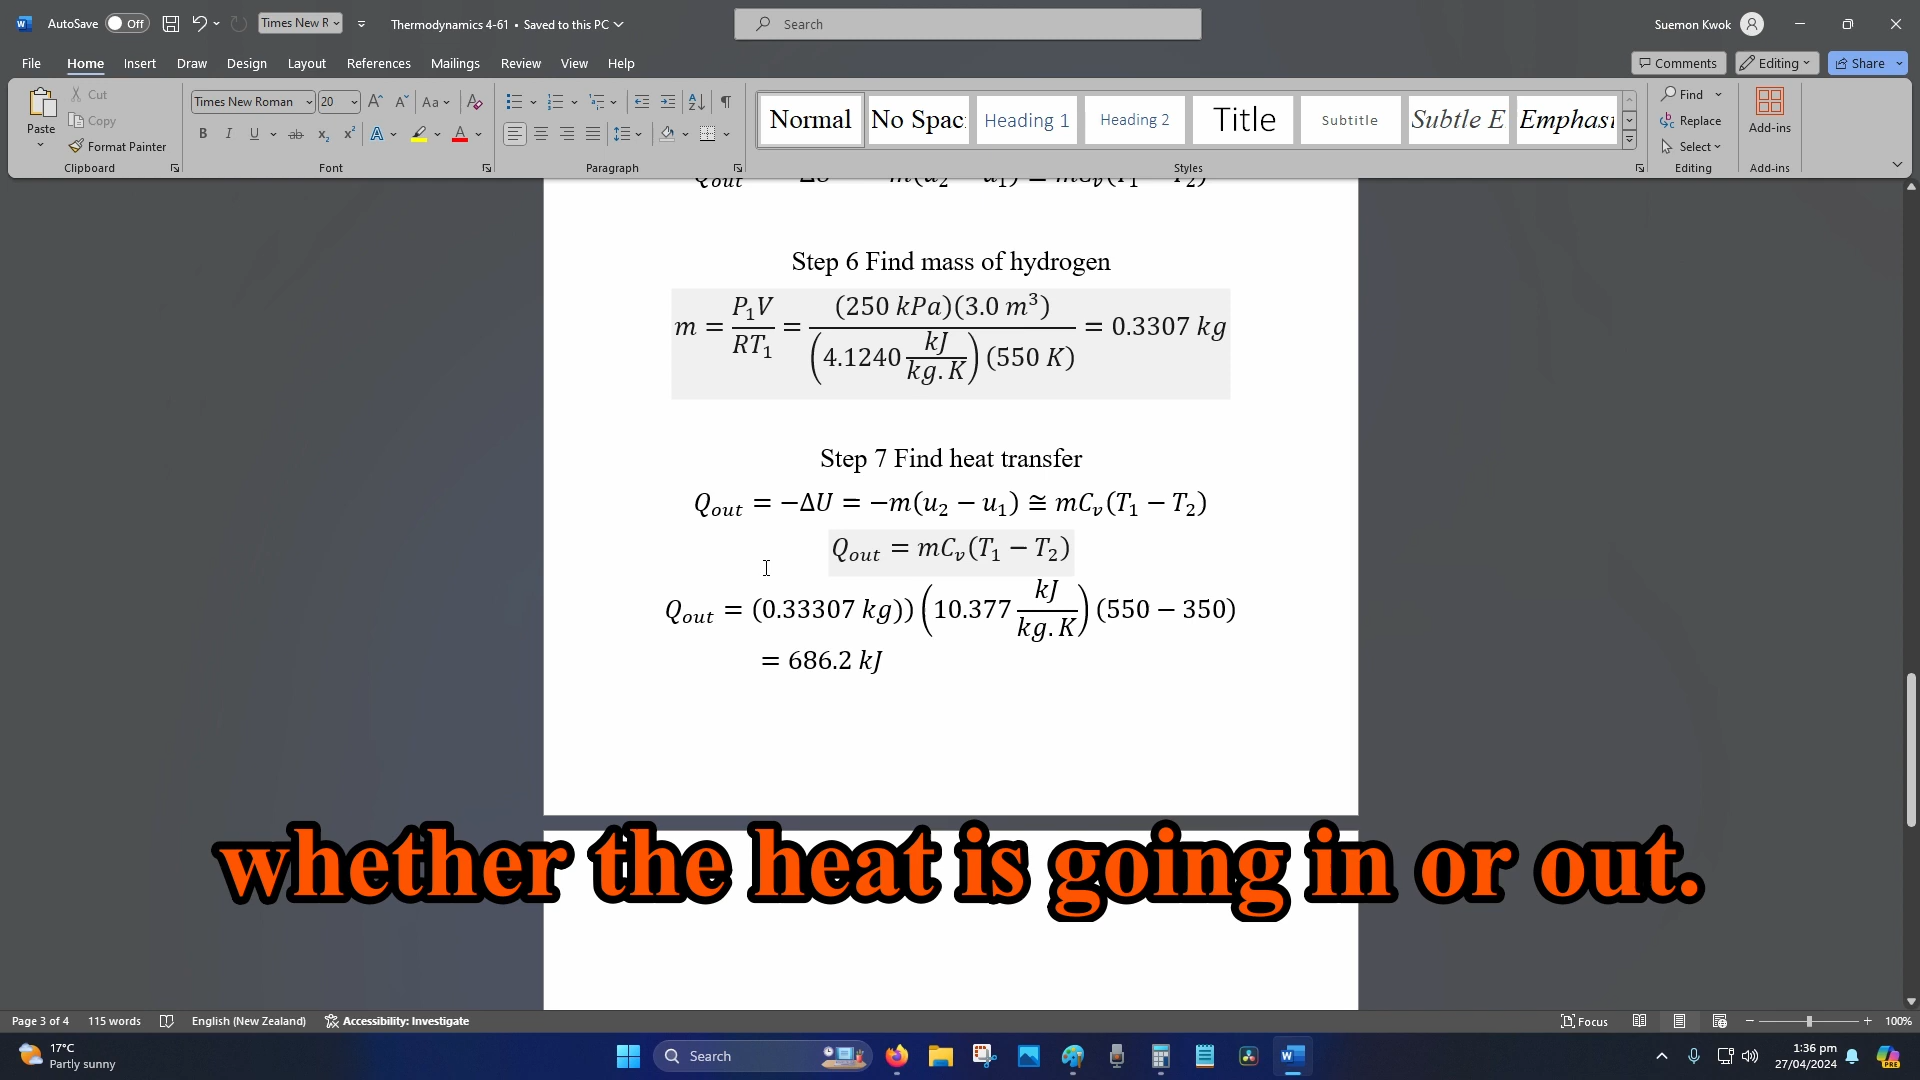 AutoSave Off Times New R Thermodynamics 4-61 • Saved to this PC Search Suemon Kwok
File Home Insert Draw Design Layout References Mailings Review View Help Comments Editing Share
Paste Cut Copy Format Painter Clipboard
Times New Roman 20 Aa Font
Paragraph
Normal No Spac Heading 1 Heading 2 Title Subtitle Subtle E Emphasi Styles
Find Replace Select Editing
Add-ins Add-ins
Step 6 Find mass of hydrogen
m = P₁V / RT₁ = (250 kPa)(3.0 m³) / (4.1240 kJ/kg.K)(550 K) = 0.3307 kg
Step 7 Find heat transfer
Qout = −ΔU = −m(u₂ − u₁) ≅ mCᵥ(T₁ − T₂)
Qout = mCᵥ(T₁ − T₂)
Qout = (0.33307 kg))(10.377 kJ/kg.K)(550 − 350)
= 686.2 kJ
whether the heat is going in or out.
Page 3 of 4 115 words English (New Zealand) Accessibility: Investigate Focus 100%
17°C
Partly sunny
Search
1:36 pm
27/04/2024